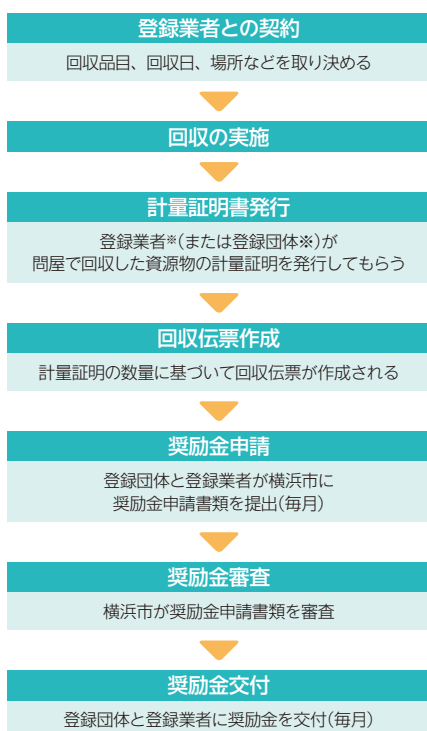 登録業者との契約
回収品目、回収日、場所などを取り決める
回収の実施
計量証明書発行
登録業者※(または登録団体※)が
問屋で回収した資源物の計量証明を発行してもらう
回収伝票作成
計量証明の数量に基づいて回収伝票が作成される
奨励金申請
登録団体と登録業者が横浜市に
奨励金申請書類を提出(毎月)
奨励金審査
横浜市が奨励金申請書類を審査
奨励金交付
登録団体と登録業者に奨励金を交付(毎月)